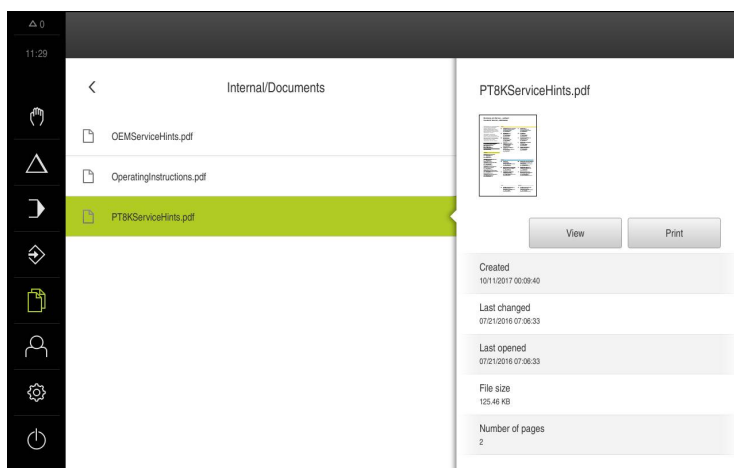 0
11:29
Internal/Documents
OEMServiceHints.pdf
OperatingInstructions.pdf
PT8KServiceHints.pdf
PT8KServiceHints.pdf
View
Print
Created
10/11/2017 00:09:40
Last changed
07/21/2016 07:06:33
Last opened
07/21/2016 07:06:33
File size
125.46 KB
Number of pages
2